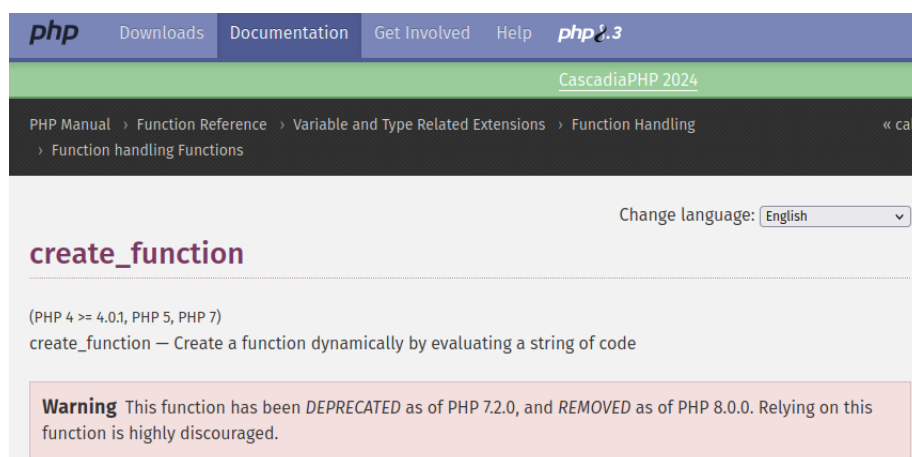 php Downloads Documentation Get Involved Help php8.3
CascadiaPHP 2024
PHP Manual › Function Reference › Variable and Type Related Extensions › Function Handling « cal
› Function handling Functions
Change language: English
create_function
(PHP 4 >= 4.0.1, PHP 5, PHP 7)
create_function — Create a function dynamically by evaluating a string of code
Warning This function has been DEPRECATED as of PHP 7.2.0, and REMOVED as of PHP 8.0.0. Relying on this
function is highly discouraged.